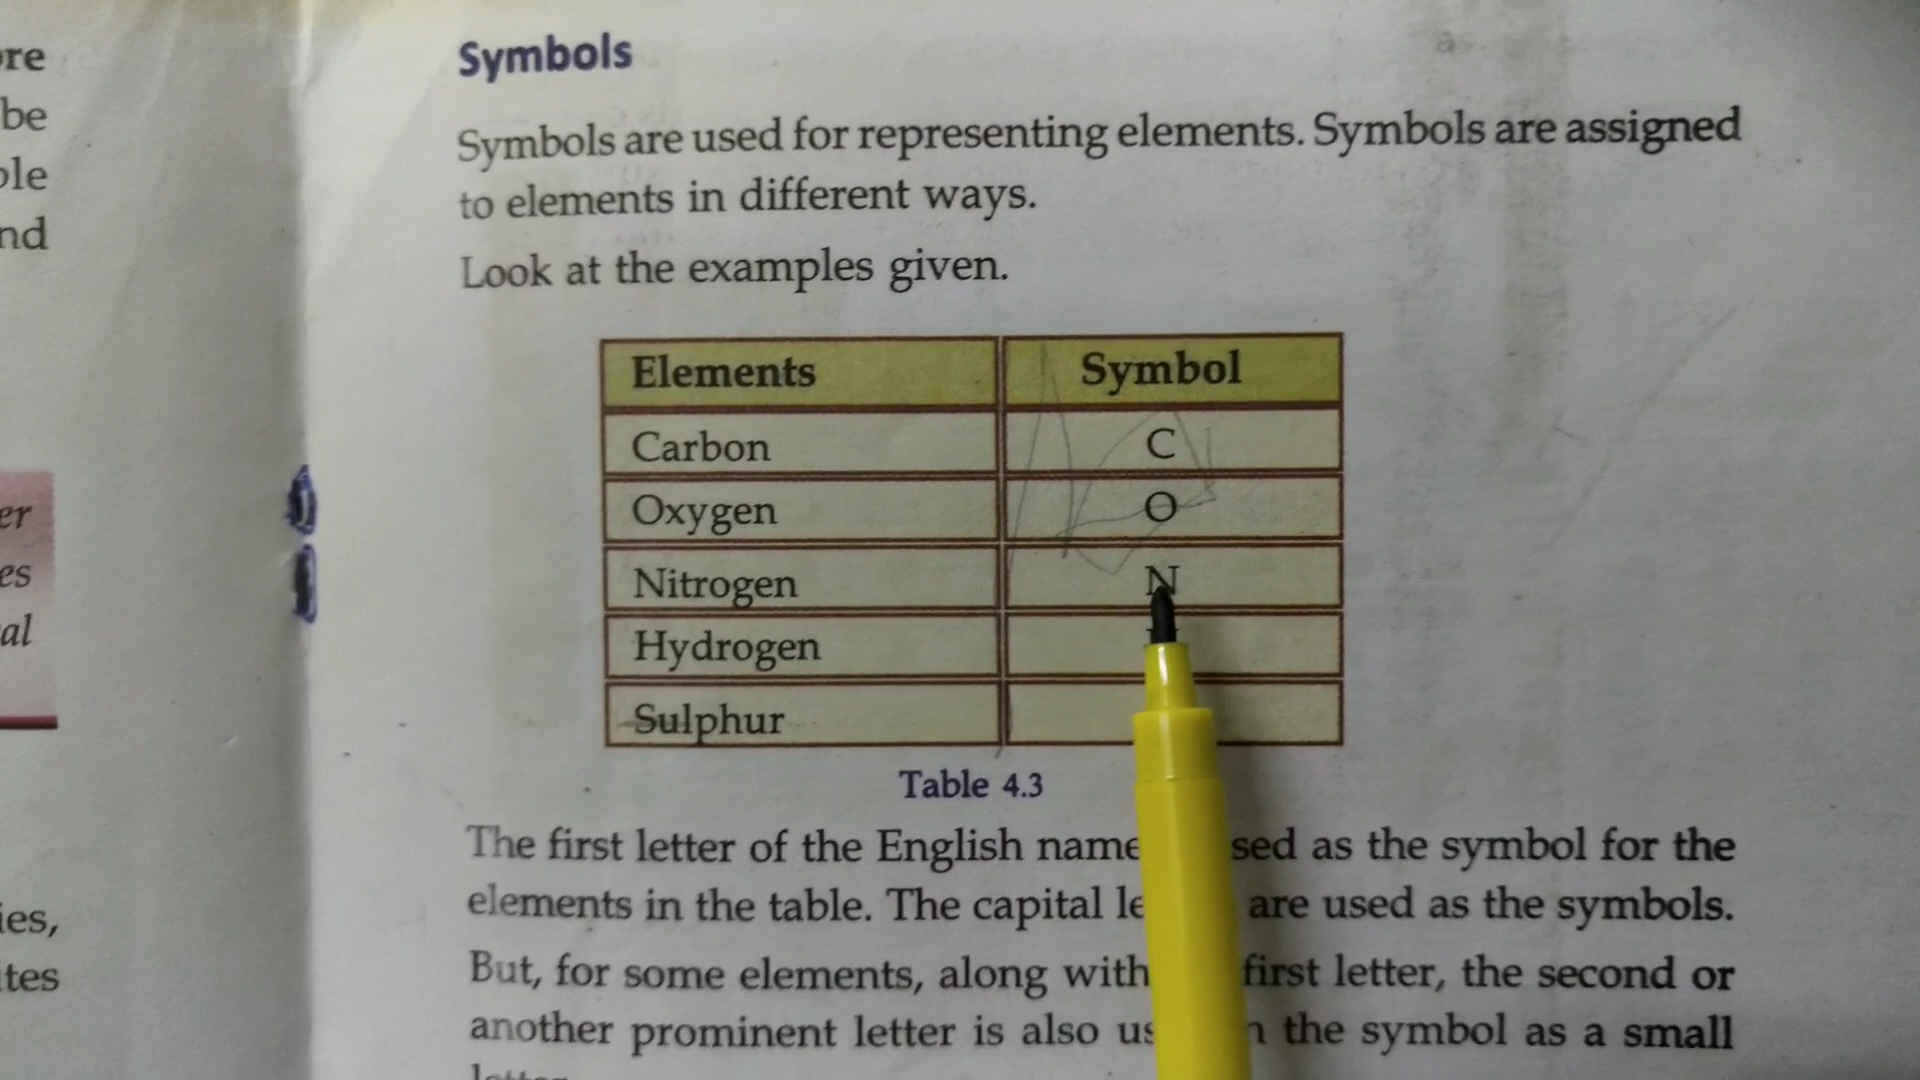 re
be
ble
nd
er
es
al
ies,
tes
Symbols
Symbols are used for representing elements. Symbols are assigned
to elements in different ways.
Look at the examples given.
Elements Symbol
Carbon C
Oxygen O
Nitrogen N
Hydrogen
Sulphur
Table 4.3
The first letter of the English name sed as the symbol for the
elements in the table. The capital le are used as the symbols.
But, for some elements, along with first letter, the second or
another prominent letter is also us the symbol as a small